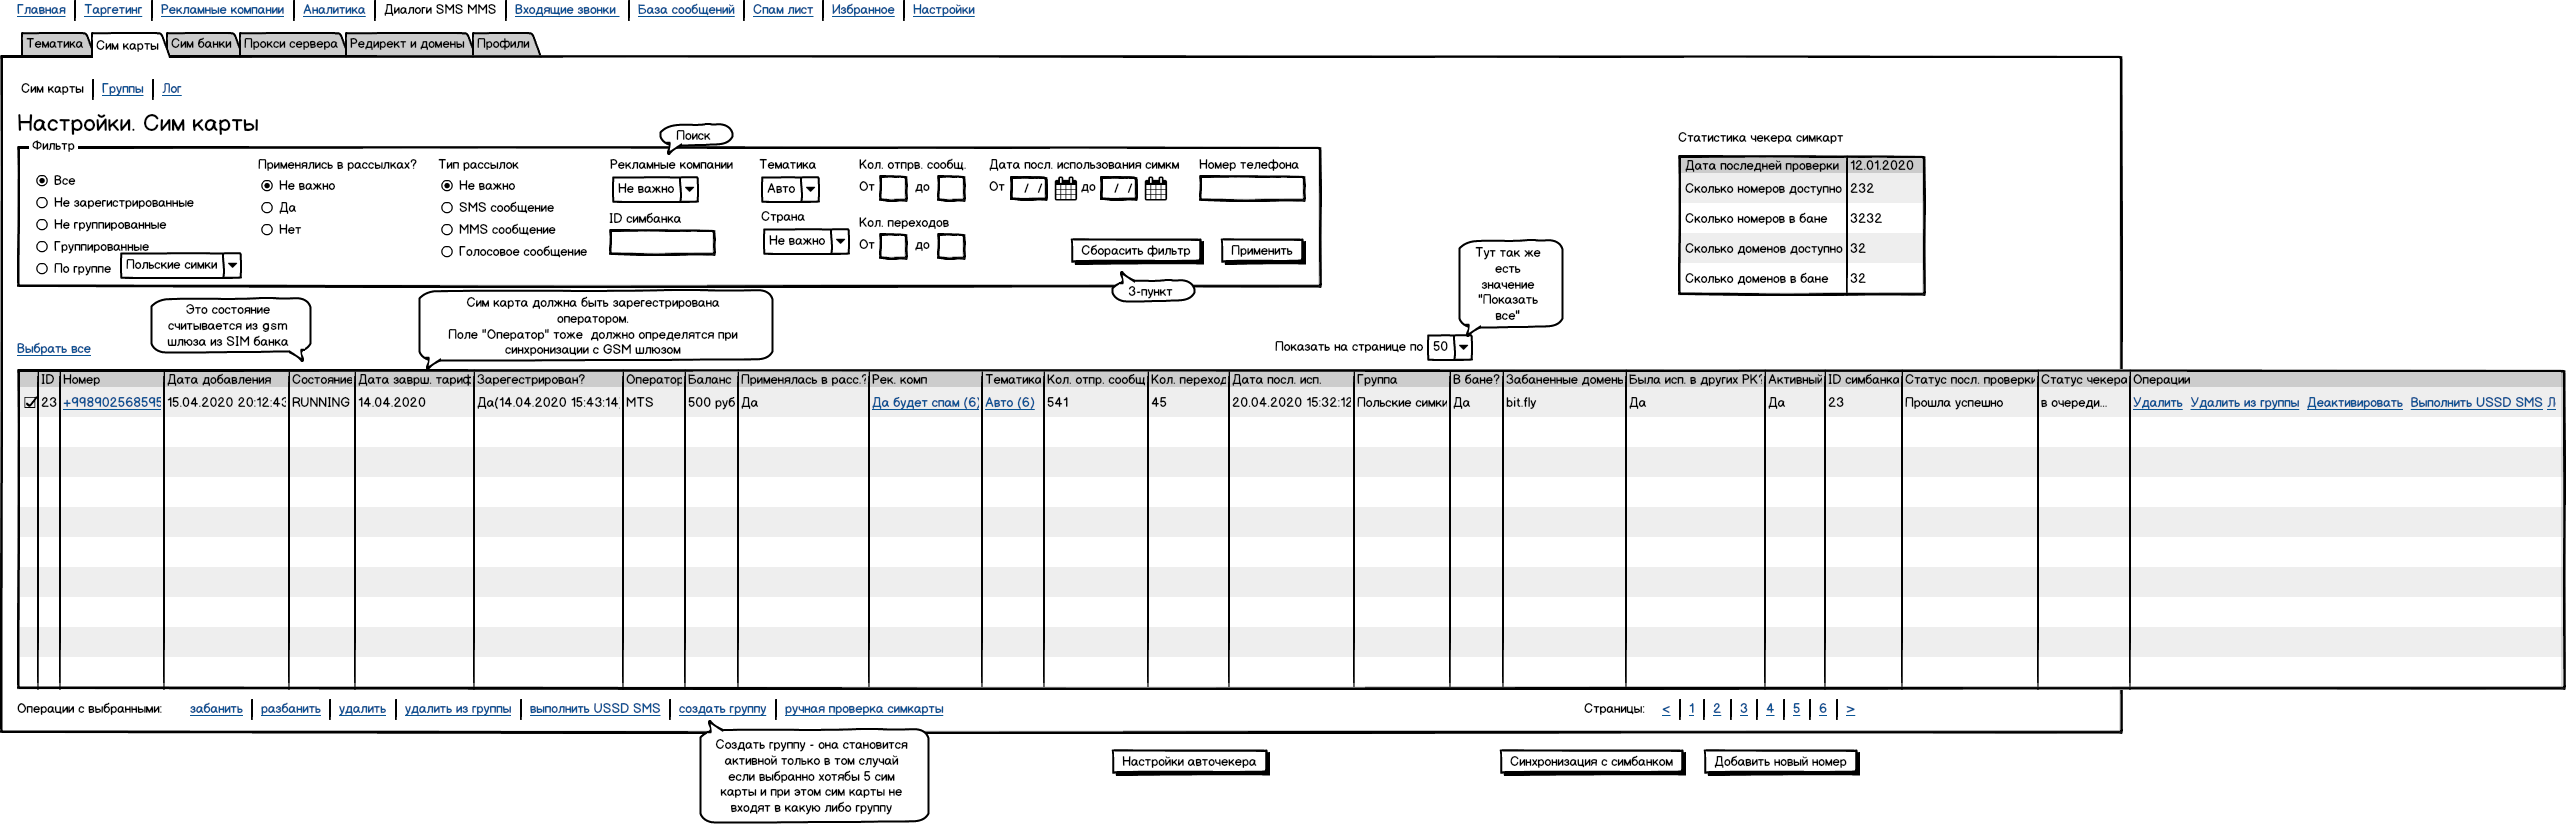 Главная Таргетинг Рекламные компании Аналитика Диалоги SMS MMS Входящие звонки База сообщений Спам лист Избранное Настройки
Тематика Сим карты Сим банки Прокси сервера Редирект и домены Профили
Сим карты Группы Лог
Настройки. Сим карты
Поиск
Фильтр
Все
Не зарегистрированные
Не группированные
Группированные
По группе Польские симки
Применялись в рассылках?
Не важно
Да
Нет
Тип рассылок
Не важно
SMS сообщение
MMS сообщение
Голосовое сообщение
Рекламные компании
Не важно
ID симбанка
Тематика
Авто
Страна
Не важно
Кол. отпрв. сообщ.
От до
Кол. переходов
От до
Дата посл. использования симкм
От / / до / /
Номер телефона
Сборасить фильтр Применить
3-пункт
Статистика чекера симкарт
Дата последней проверки 12.01.2020
Сколько номеров доступно 232
Сколько номеров в бане 3232
Сколько доменов доступно 32
Сколько доменов в бане 32
Тут так же
есть
значение
"Показать
все"
Это состояние
считывается из gsm
шлюза из SIM банка
Сим карта должна быть зарегестрирована
оператором.
Поле "Оператор" тоже должно определятся при
синхронизации с GSM шлюзом
Выбрать все
Показать на странице по 50
ID Номер Дата добавления Состояние Дата заврш. тариф Зарегестрирован? Оператор Баланс Применялась в расс.? Рек. комп Тематика Кол. отпр. сообщ Кол. переход Дата посл. исп. Группа В бане? Забаненные домень Была исп. в других РК? Активный ID симбанка Статус посл. проверки Статус чекера Операции
23 +998902568595 15.04.2020 20:12:43 RUNNING 14.04.2020 Да(14.04.2020 15:43:14 MTS 500 руб Да Да будет спам (6) Авто (6) 541 45 20.04.2020 15:32:12 Польские симки Да bit.fly Да Да 23 Прошла успешно в очереди... Удалить Удалить из группы Деактивировать Выполнить USSD SMS Л
Операции с выбранными: забанить разбанить удалить удалить из группы выполнить USSD SMS создать группу ручная проверка симкарты
Страницы: < 1 2 3 4 5 6 >
Создать группу - она становится
активной только в том случай
если выбранно хотябы 5 сим
карты и при этом сим карты не
входят в какую либо группу
Настройки авточекера Синхронизация с симбанком Добавить новый номер